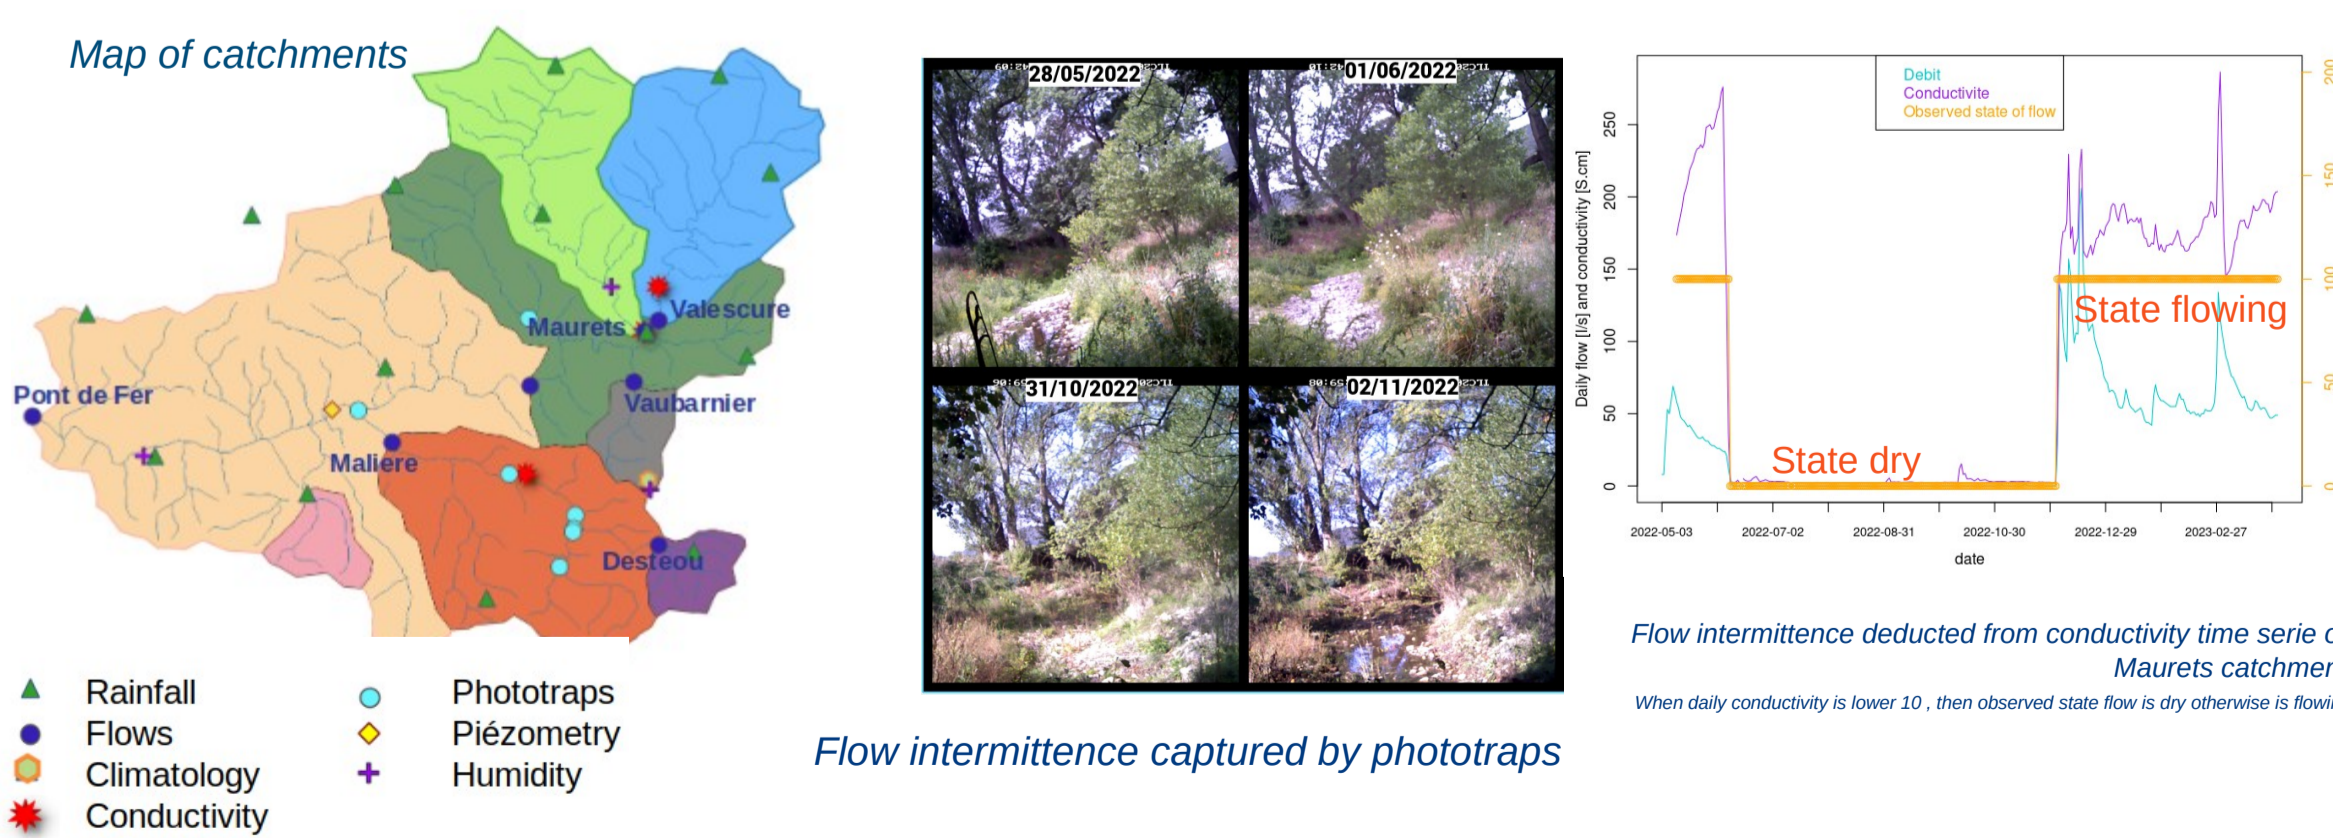 Map of catchments
Valescure
Maurets
Pont de Fer
Vaubarnier
Maliere
Desteou
Rainfall
Flows
Climatology
Conductivity
Phototraps
Piézometry
Humidity
28/05/2022
01/06/2022
31/10/2022
02/11/2022
Flow intermittence captured by phototraps
Debit
Conductivite
Observed state of flow
Daily flow [l/s] and conductivity [S.cm]
0
50
100
150
200
250
State flowing
State dry
0
50
100
150
200
2022-05-03
2022-07-02
2022-08-31
2022-10-30
2022-12-29
2023-02-27
date
Flow intermittence deducted from conductivity time serie
Maurets
When daily conductivity is lower 10 , then observed state flow is dry otherwise is